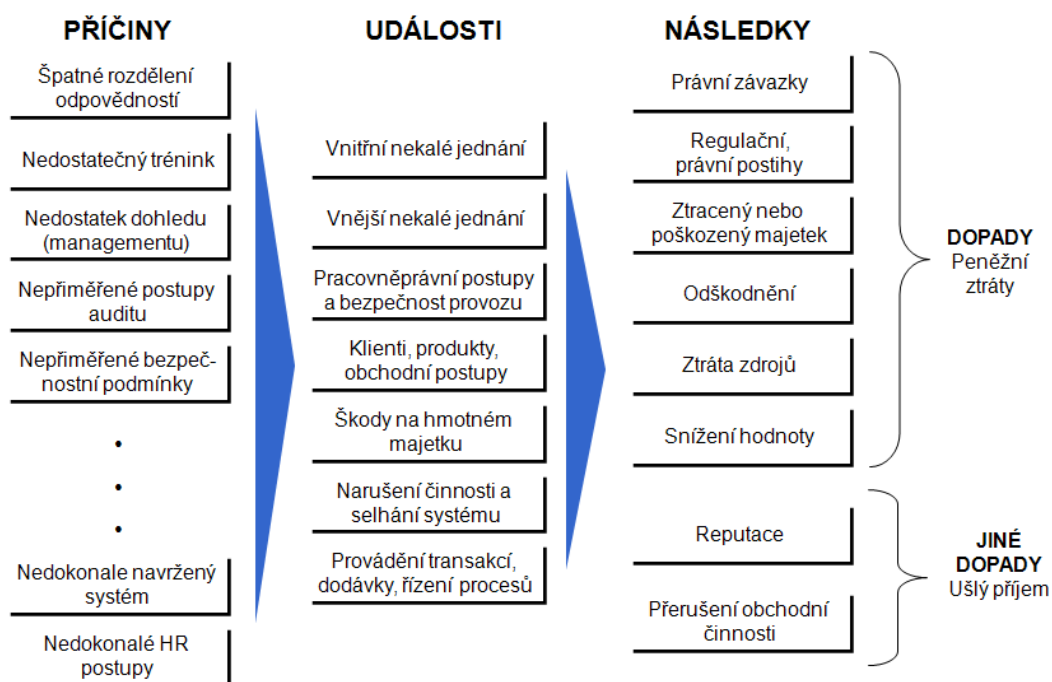 PŘÍČINY
Špatné rozdělení
odpovědností
Nedostatečný trénink
Nedostatek dohledu
(managementu)
Nepřiměřené postupy
auditu
Nepřiměřené bezpeč-
nostní podmínky
•
•
•
Nedokonale navržený
systém
Nedokonalé HR
postupy
UDÁLOSTI
Vnitřní nekalé jednání
Vnější nekalé jednání
Pracovněprávní postupy
a bezpečnost provozu
Klienti, produkty,
obchodní postupy
Škody na hmotném
majetku
Narušení činnosti a
selhání systému
Provádění transakcí,
dodávky, řízení procesů
NÁSLEDKY
Právní závazky
Regulační,
právní postihy
Ztracený nebo
poškozený majetek
Odškodnění
Ztráta zdrojů
Snížení hodnoty
Reputace
Přerušení obchodní
činnosti
DOPADY
Peněžní
ztráty
JINÉ
DOPADY
Ušlý příjem